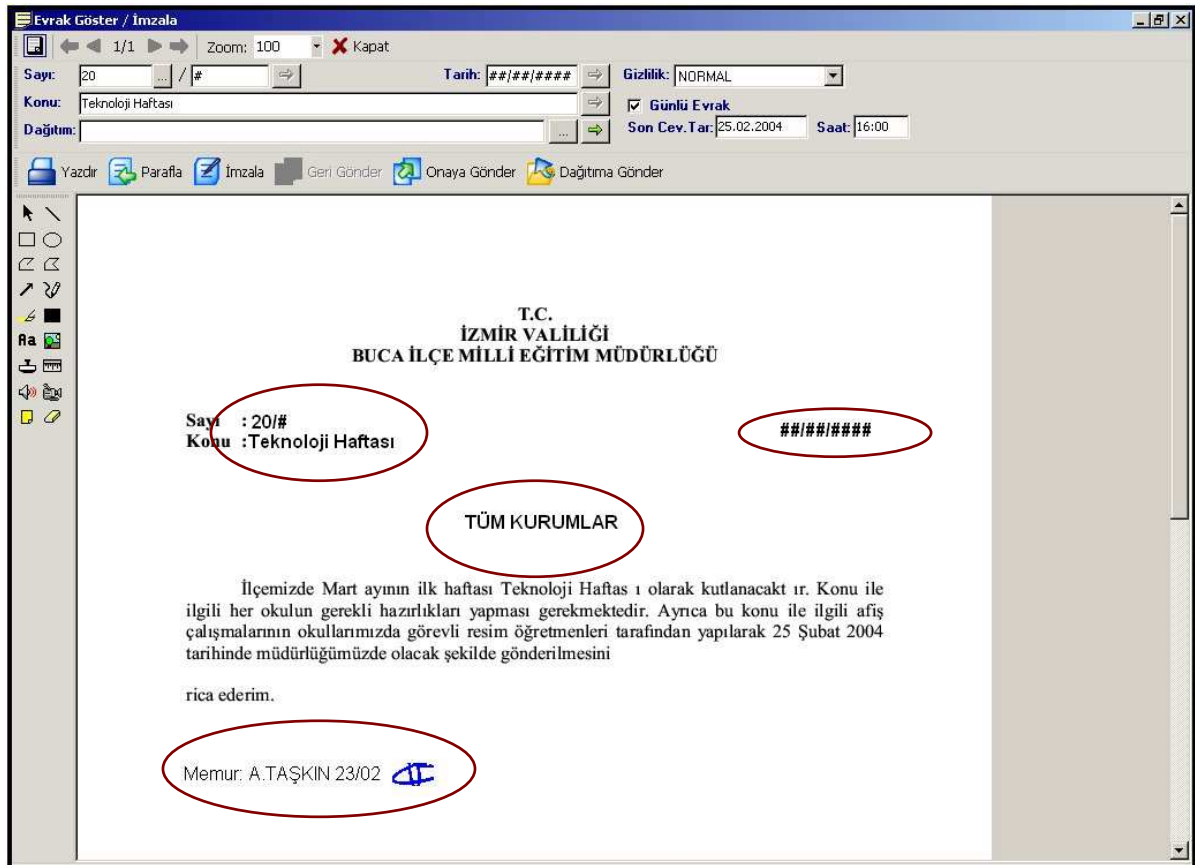 Evrak Göster / İmzala
1/1 Zoom: 100 Kapat
Sayı: 20 ... / # Tarih: ##/##/#### Gizlilik: NORMAL
Konu: Teknoloji Haftası Günlü Evrak
Dağıtım: ... Son Cev.Tar: 25.02.2004 Saat: 16:00
Yazdır Parafla İmzala Geri Gönder Onaya Gönder Dağıtıma Gönder
Aa
T.C.
İZMİR VALİLİĞİ
BUCA İLÇE MİLLİ EĞİTİM MÜDÜRLÜĞÜ
Sayı : 20/# ##/##/####
Konu :Teknoloji Haftası
TÜM KURUMLAR
İlçemizde Mart ayının ilk haftası Teknoloji Haftas ı olarak kutlanacakt ır. Konu ile
ilgili her okulun gerekli hazırlıkları yapması gerekmektedir. Ayrıca bu konu ile ilgili afiş
çalışmalarının okullarımızda görevli resim öğretmenleri tarafından yapılarak 25 Şubat 2004
tarihinde müdürlüğümüzde olacak şekilde gönderilmesini
rica ederim.
Memur: A.TAŞKIN 23/02